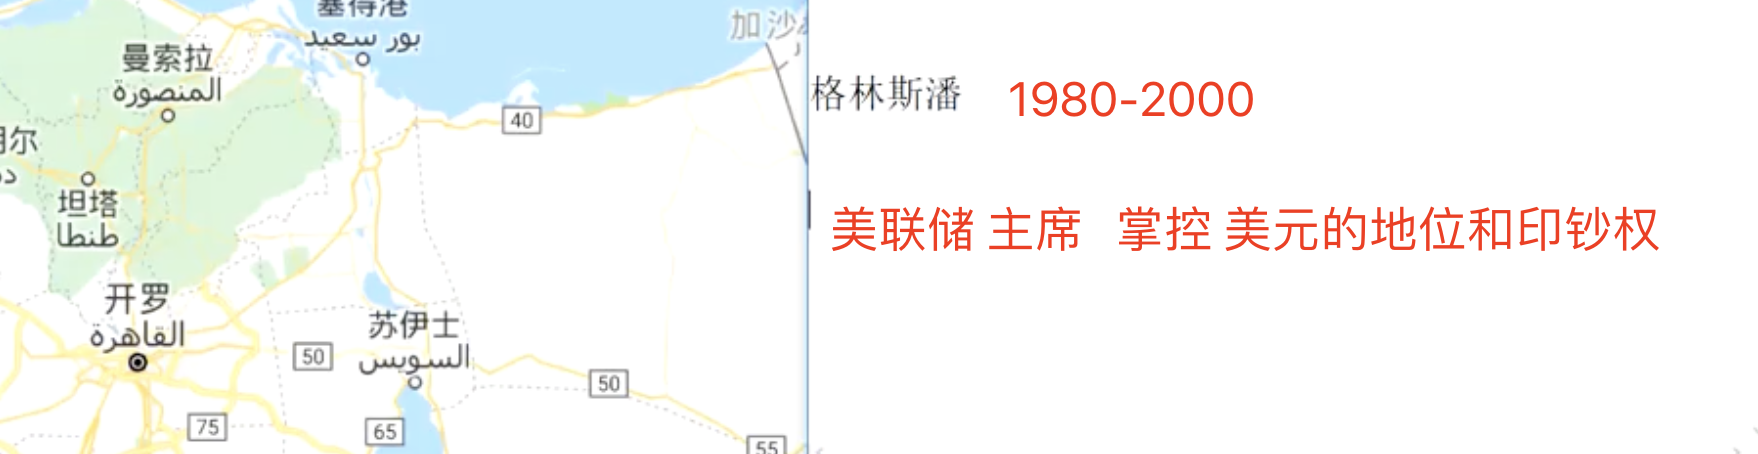 塞得港
بور سعيد
加沙
曼索拉
المنصورة
40
坦塔
طنطا
开罗
القاهرة
苏伊士
السويس
50
50
75
65
55
格林斯潘 1980-2000
美联储 主席 掌控 美元的地位和印钞权